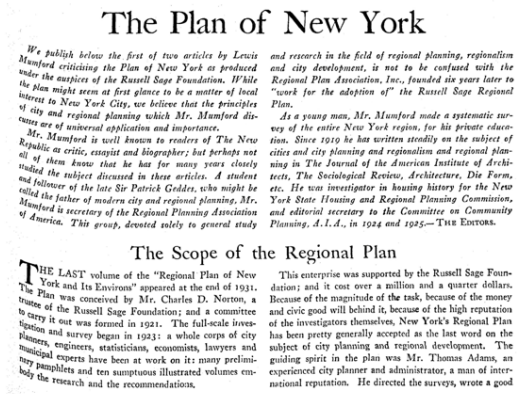 The Plan of New York
We publish below the first of two articles by Lewis
Mumford criticising the Plan of New York as produced
under the auspices of the Russell Sage Foundation. While
the plan might seem at first glance to be a matter of local
interest to New York City, we believe that the principles
of city and regional planning which Mr. Mumford dis-
cusses are of universal application and importance.
Mr. Mumford is well known to readers of The New
Republic as critic, essayist and biographer; but perhaps not
all of them know that he has for many years closely
studied the subject discussed in these articles. A student
and follower of the late Sir Patrick Geddes, who might be
called the father of modern city and regional planning, Mr.
Mumford is secretary of the Regional Planning Association
of America. This group, devoted solely to general study
and research in the field of regional planning, regionalism
and city development, is not to be confused with the
Regional Plan Association, Inc., founded six years later to
"work for the adoption of" the Russell Sage Regional
Plan.
As a young man, Mr. Mumford made a systematic sur-
vey of the entire New York region, for his private educa-
tion. Since 1919 he has written steadily on the subject of
cities and city planning and regionalism and regional plan-
ning in The Journal of the American Institute of Archi-
tects, The Sociological Review, Architecture, Die Form,
etc. He was investigator in housing history for the New
York State Housing and Regional Planning Commission,
and editorial secretary to the Committee on Community
Planning, A.I.A., in 1924 and 1925.—THE EDITORS.
The Scope of the Regional Plan
THE LAST volume of the "Regional Plan of New
York and Its Environs" appeared at the end of 1931.
The Plan was conceived by Mr. Charles D. Norton, a
trustee of the Russell Sage Foundation; and a committee
to carry it out was formed in 1921. The full-scale inves-
tigation and survey began in 1923: a whole corps of city
planners, engineers, statisticians, economists, lawyers and
municipal experts have been at work on it: many prelimi-
nary pamphlets and ten sumptuous illustrated volumes em-
body the research and the recommendations.
This enterprise was supported by the Russell Sage Foun-
dation; and it cost over a million and a quarter dollars.
Because of the magnitude of the task, because of the money
and civic good will behind it, because of the high reputation
of the investigators themselves, New York's Regional Plan
has been pretty generally accepted as the last word on the
subject of city planning and regional development. The
guiding spirit in the plan was Mr. Thomas Adams, an
experienced city planner and administrator, a man of inter-
national reputation. He directed the surveys, wrote a good